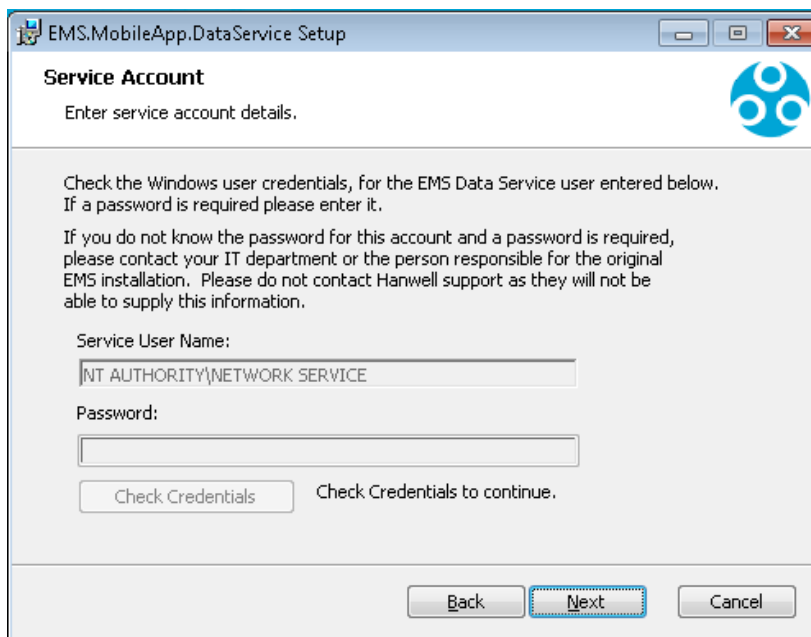 EMS.MobileApp.DataService Setup
Service Account
Enter service account details.
Check the Windows user credentials, for the EMS Data Service user entered below.
If a password is required please enter it.
If you do not know the password for this account and a password is required,
please contact your IT department or the person responsible for the original
EMS installation.  Please do not contact Hanwell support as they will not be
able to supply this information.
Service User Name:
NT AUTHORITY\NETWORK SERVICE
Password:
Check Credentials
Check Credentials to continue.
Back
Next
Cancel